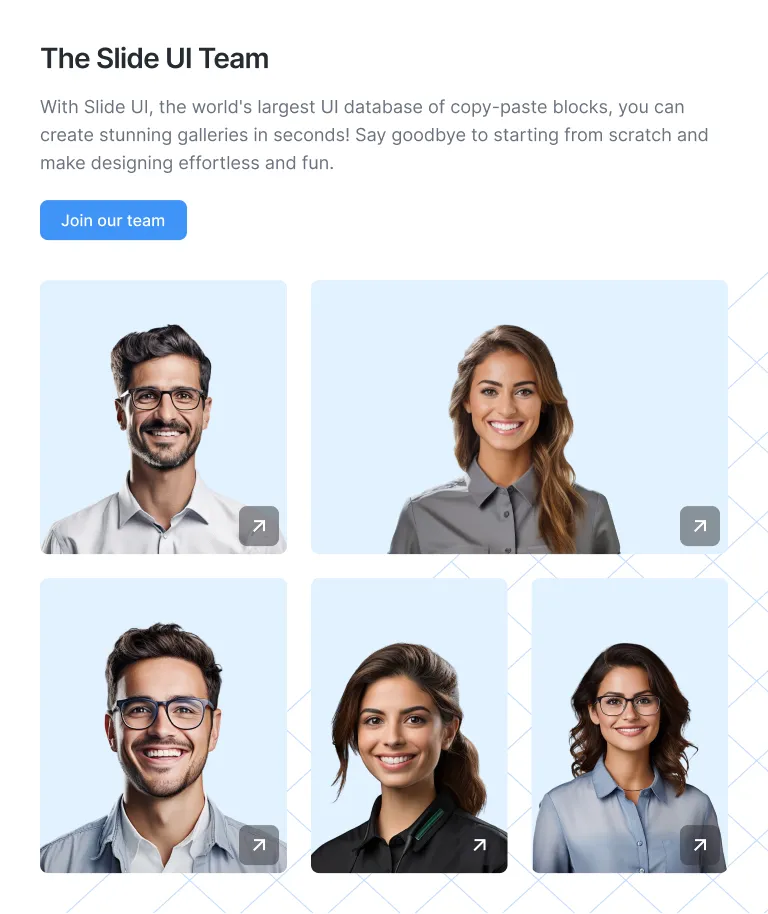 The Slide UI Team
With Slide UI, the world's largest UI database of copy-paste blocks, you can
create stunning galleries in seconds! Say goodbye to starting from scratch and
make designing effortless and fun.
Join our team